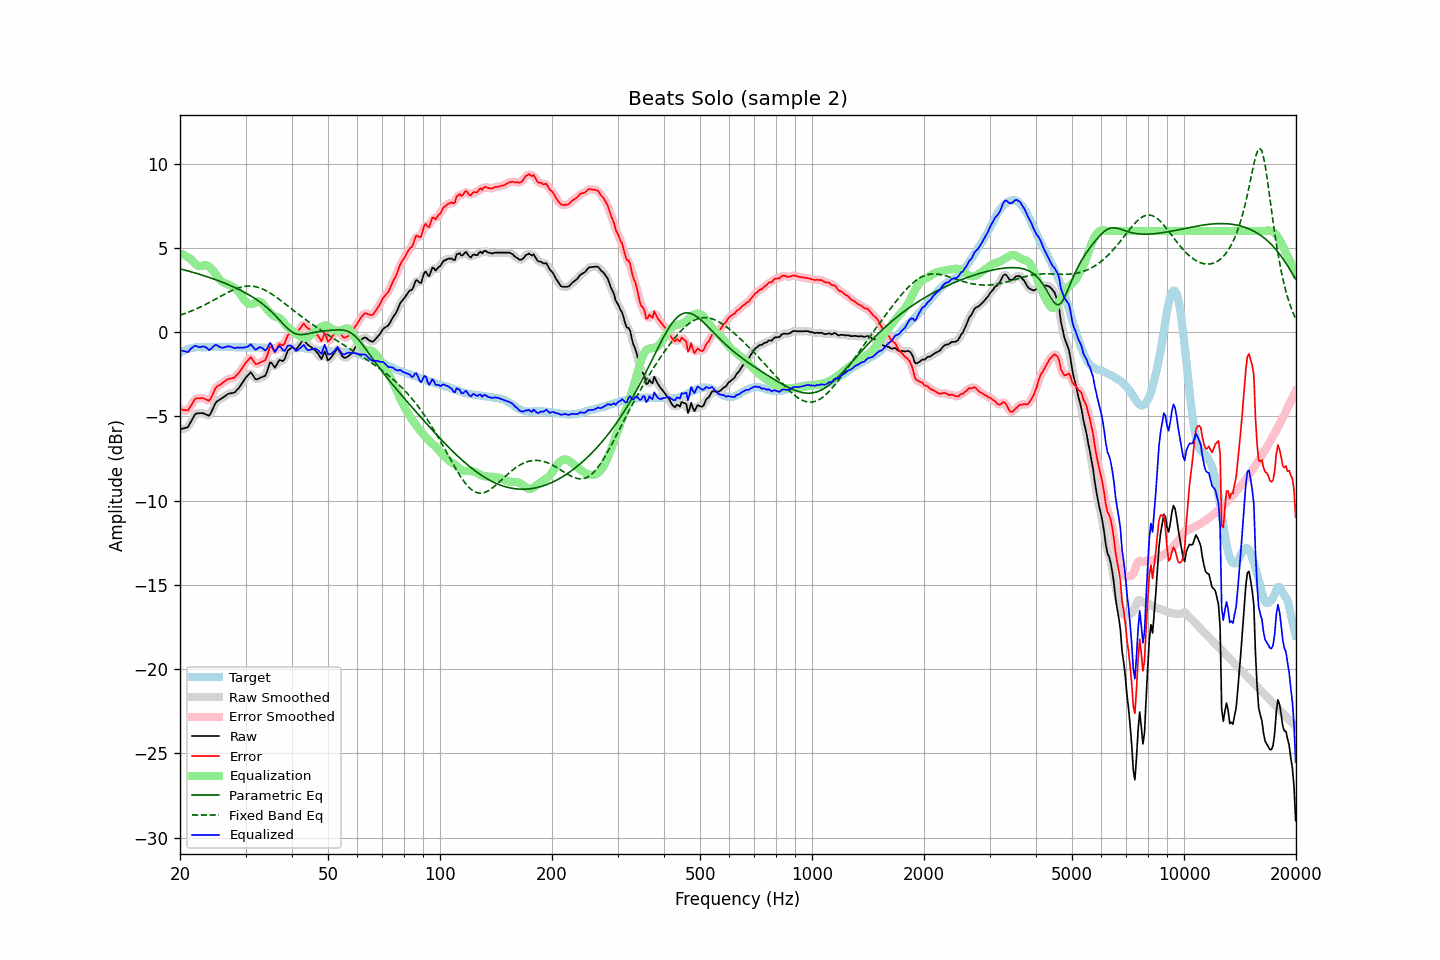 Beats Solo (sample 2)
Amplitude (dBr)
10
5
0
−5
−10
−15
−20
−25
−30
Target
Raw Smoothed
Error Smoothed
Raw
Error
Equalization
Parametric Eq
Fixed Band Eq
Equalized
20 50 100 200 500 1000 2000 5000 10000 20000
Frequency (Hz)